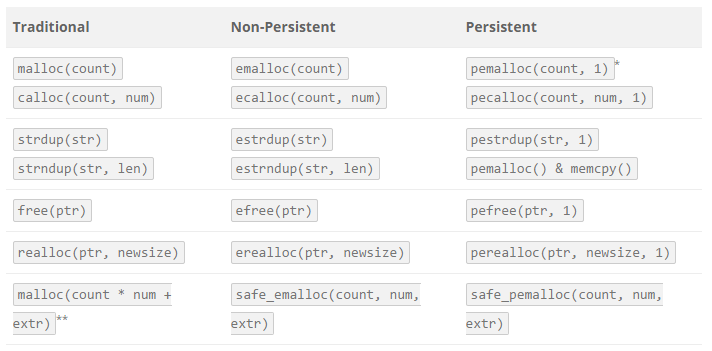 Traditional Non-Persistent Persistent
malloc(count) emalloc(count) pemalloc(count, 1)*
calloc(count, num) ecalloc(count, num) pecalloc(count, num, 1)
strdup(str) estrdup(str) pestrdup(str, 1)
strndup(str, len) estrndup(str, len) pemalloc() & memcpy()
free(ptr) efree(ptr) pefree(ptr, 1)
realloc(ptr, newsize) erealloc(ptr, newsize) perealloc(ptr, newsize, 1)
malloc(count * num + safe_emalloc(count, num, safe_pemalloc(count, num,
extr)** extr) extr)